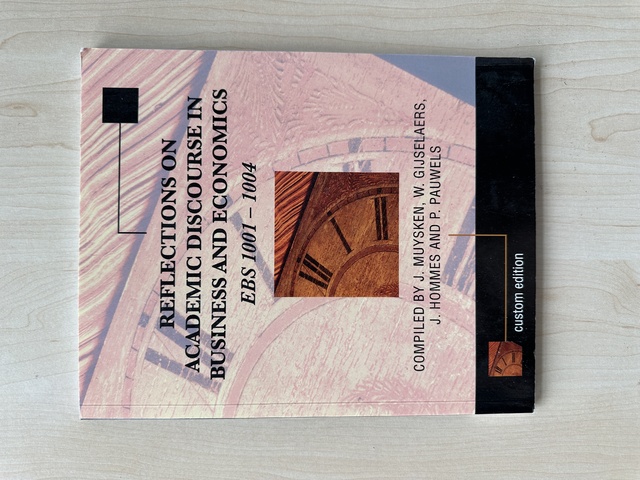 REFLECTIONS ON
ACADEMIC DISCOURSE IN
BUSINESS AND ECONOMICS
EBS 1001 – 1004
COMPILED BY J. MUYSKEN, W. GIJSELAERS,
J. HOMMES AND P. PAUWELS
custom edition